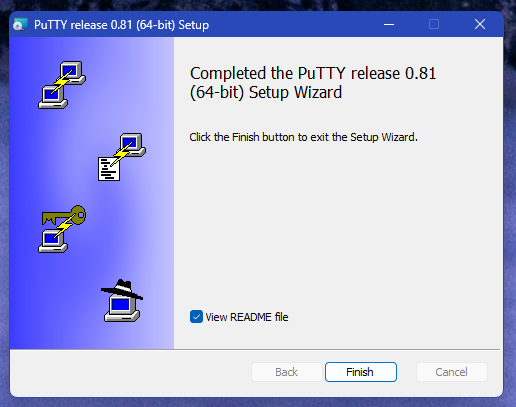 PuTTY release 0.81 (64-bit) Setup
Completed the PuTTY release 0.81
(64-bit) Setup Wizard
Click the Finish button to exit the Setup Wizard.
View README file
Back
Finish
Cancel